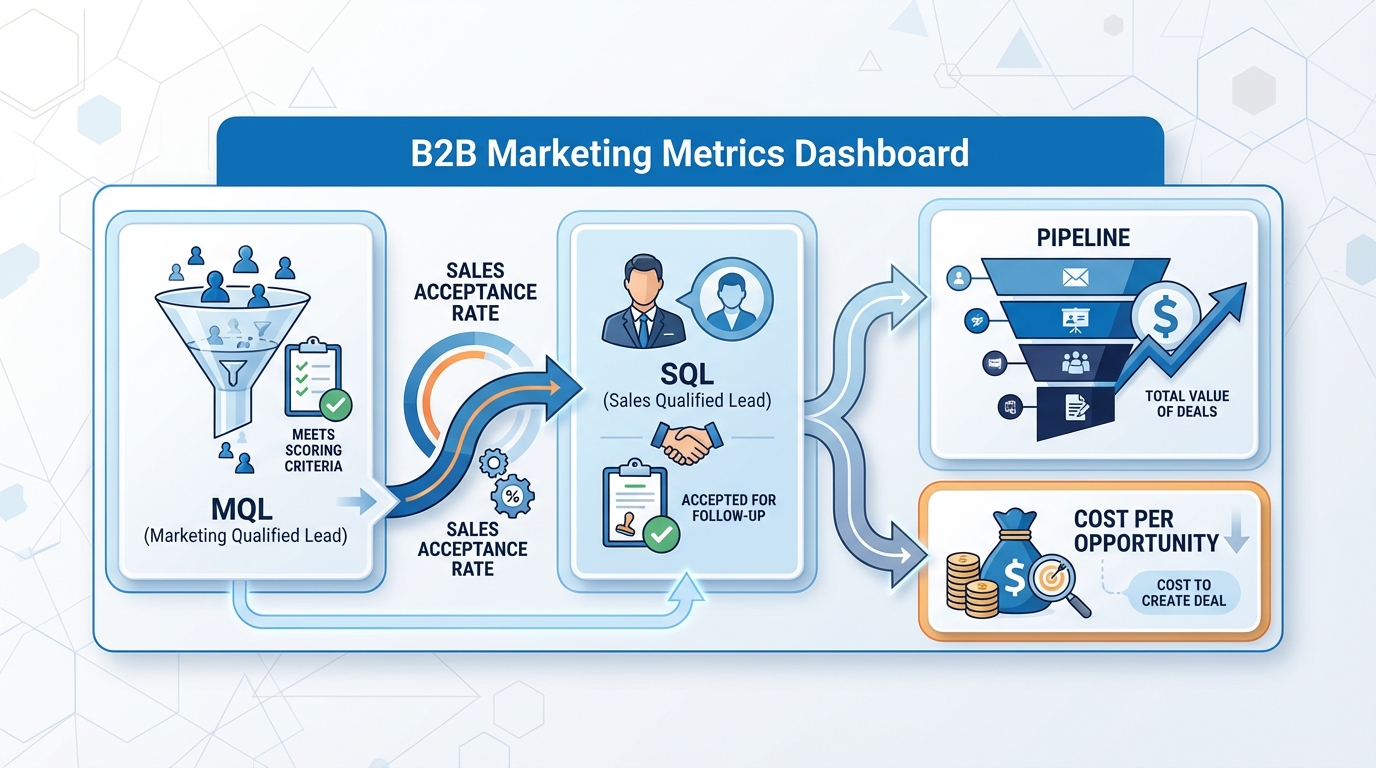 B2B Marketing Metrics Dashboard
MEETS
SCORING
CRITERIA
MQL
(Marketing Qualified Lead)
SALES
ACCEPTANCE
RATE
%
SALES
ACCEPTANCE
RATE
SQL
(Sales Qualified Lead)
ACCEPTED FOR
FOLLOW-UP
PIPELINE
$
TOTAL VALUE
OF DEALS
$
COST PER
OPPORTUNITY
COST TO
CREATE DEAL